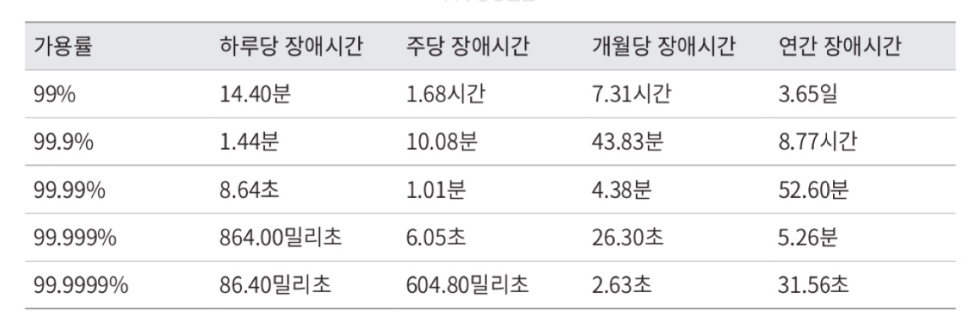 가용률 하루당 장애시간 주당 장애시간 개월당 장애시간 연간 장애시간
99% 14.40분 1.68시간 7.31시간 3.65일
99.9% 1.44분 10.08분 43.83분 8.77시간
99.99% 8.64초 1.01분 4.38분 52.60분
99.999% 864.00밀리초 6.05초 26.30초 5.26분
99.9999% 86.40밀리초 604.80밀리초 2.63초 31.56초